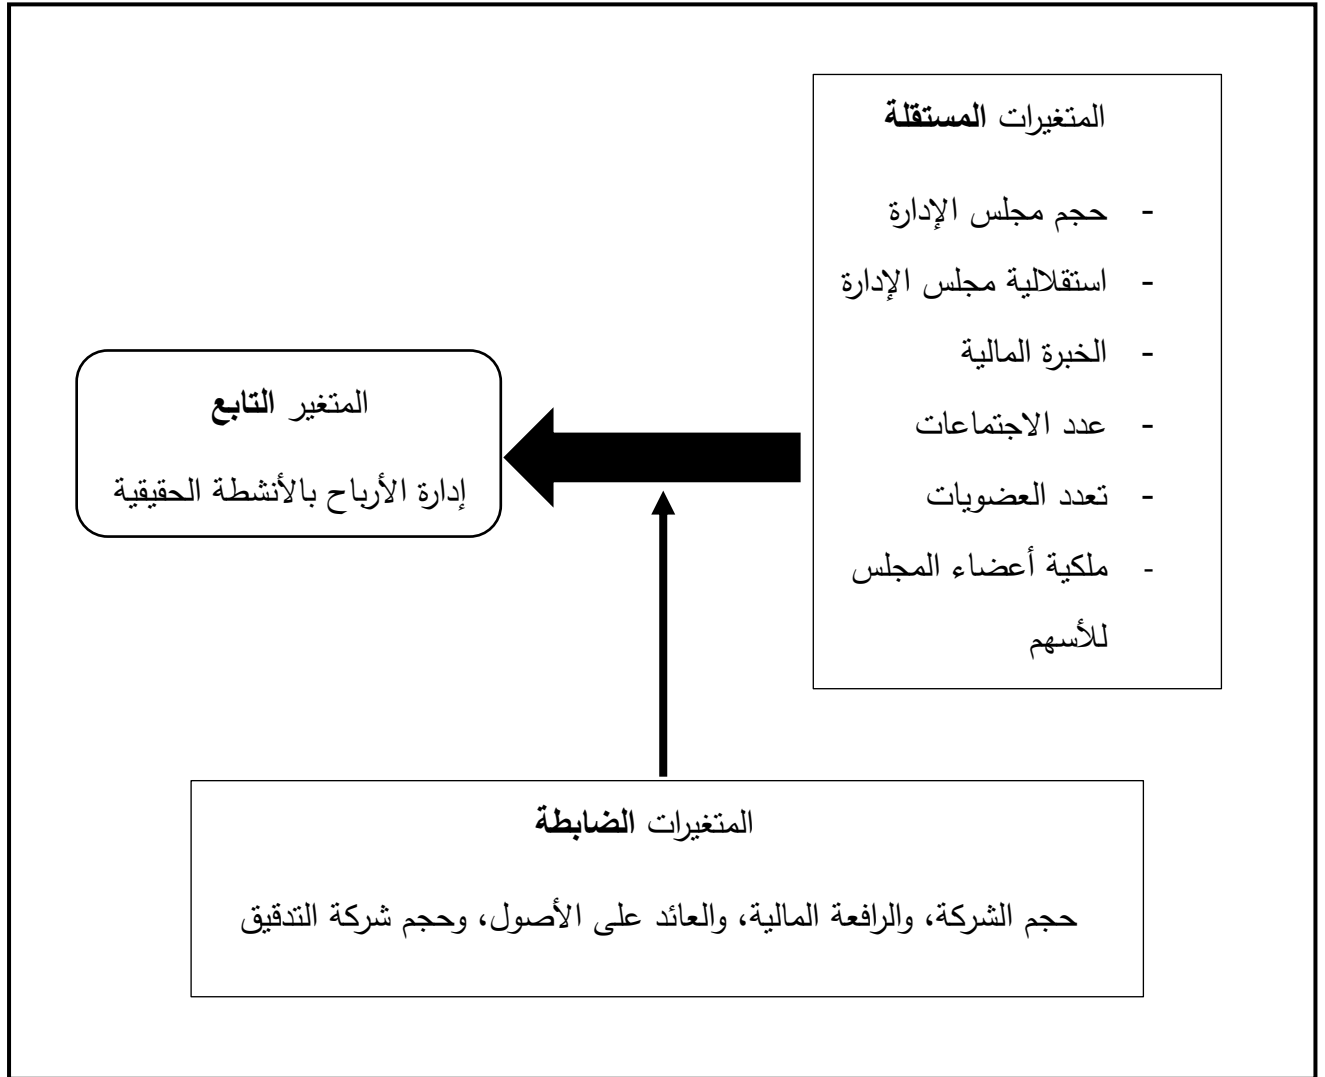 المتغيرات المستقلة
- حجم مجلس الإدارة
- استقلالية مجلس الإدارة
- الخبرة المالية
- عدد الاجتماعات
- تعدد العضويات
- ملكية أعضاء المجلس
للأسهم
المتغير التابع
إدارة الأرباح بالأنشطة الحقيقية
المتغيرات الضابطة
حجم الشركة، والرافعة المالية، والعائد على الأصول، وحجم شركة التدقيق